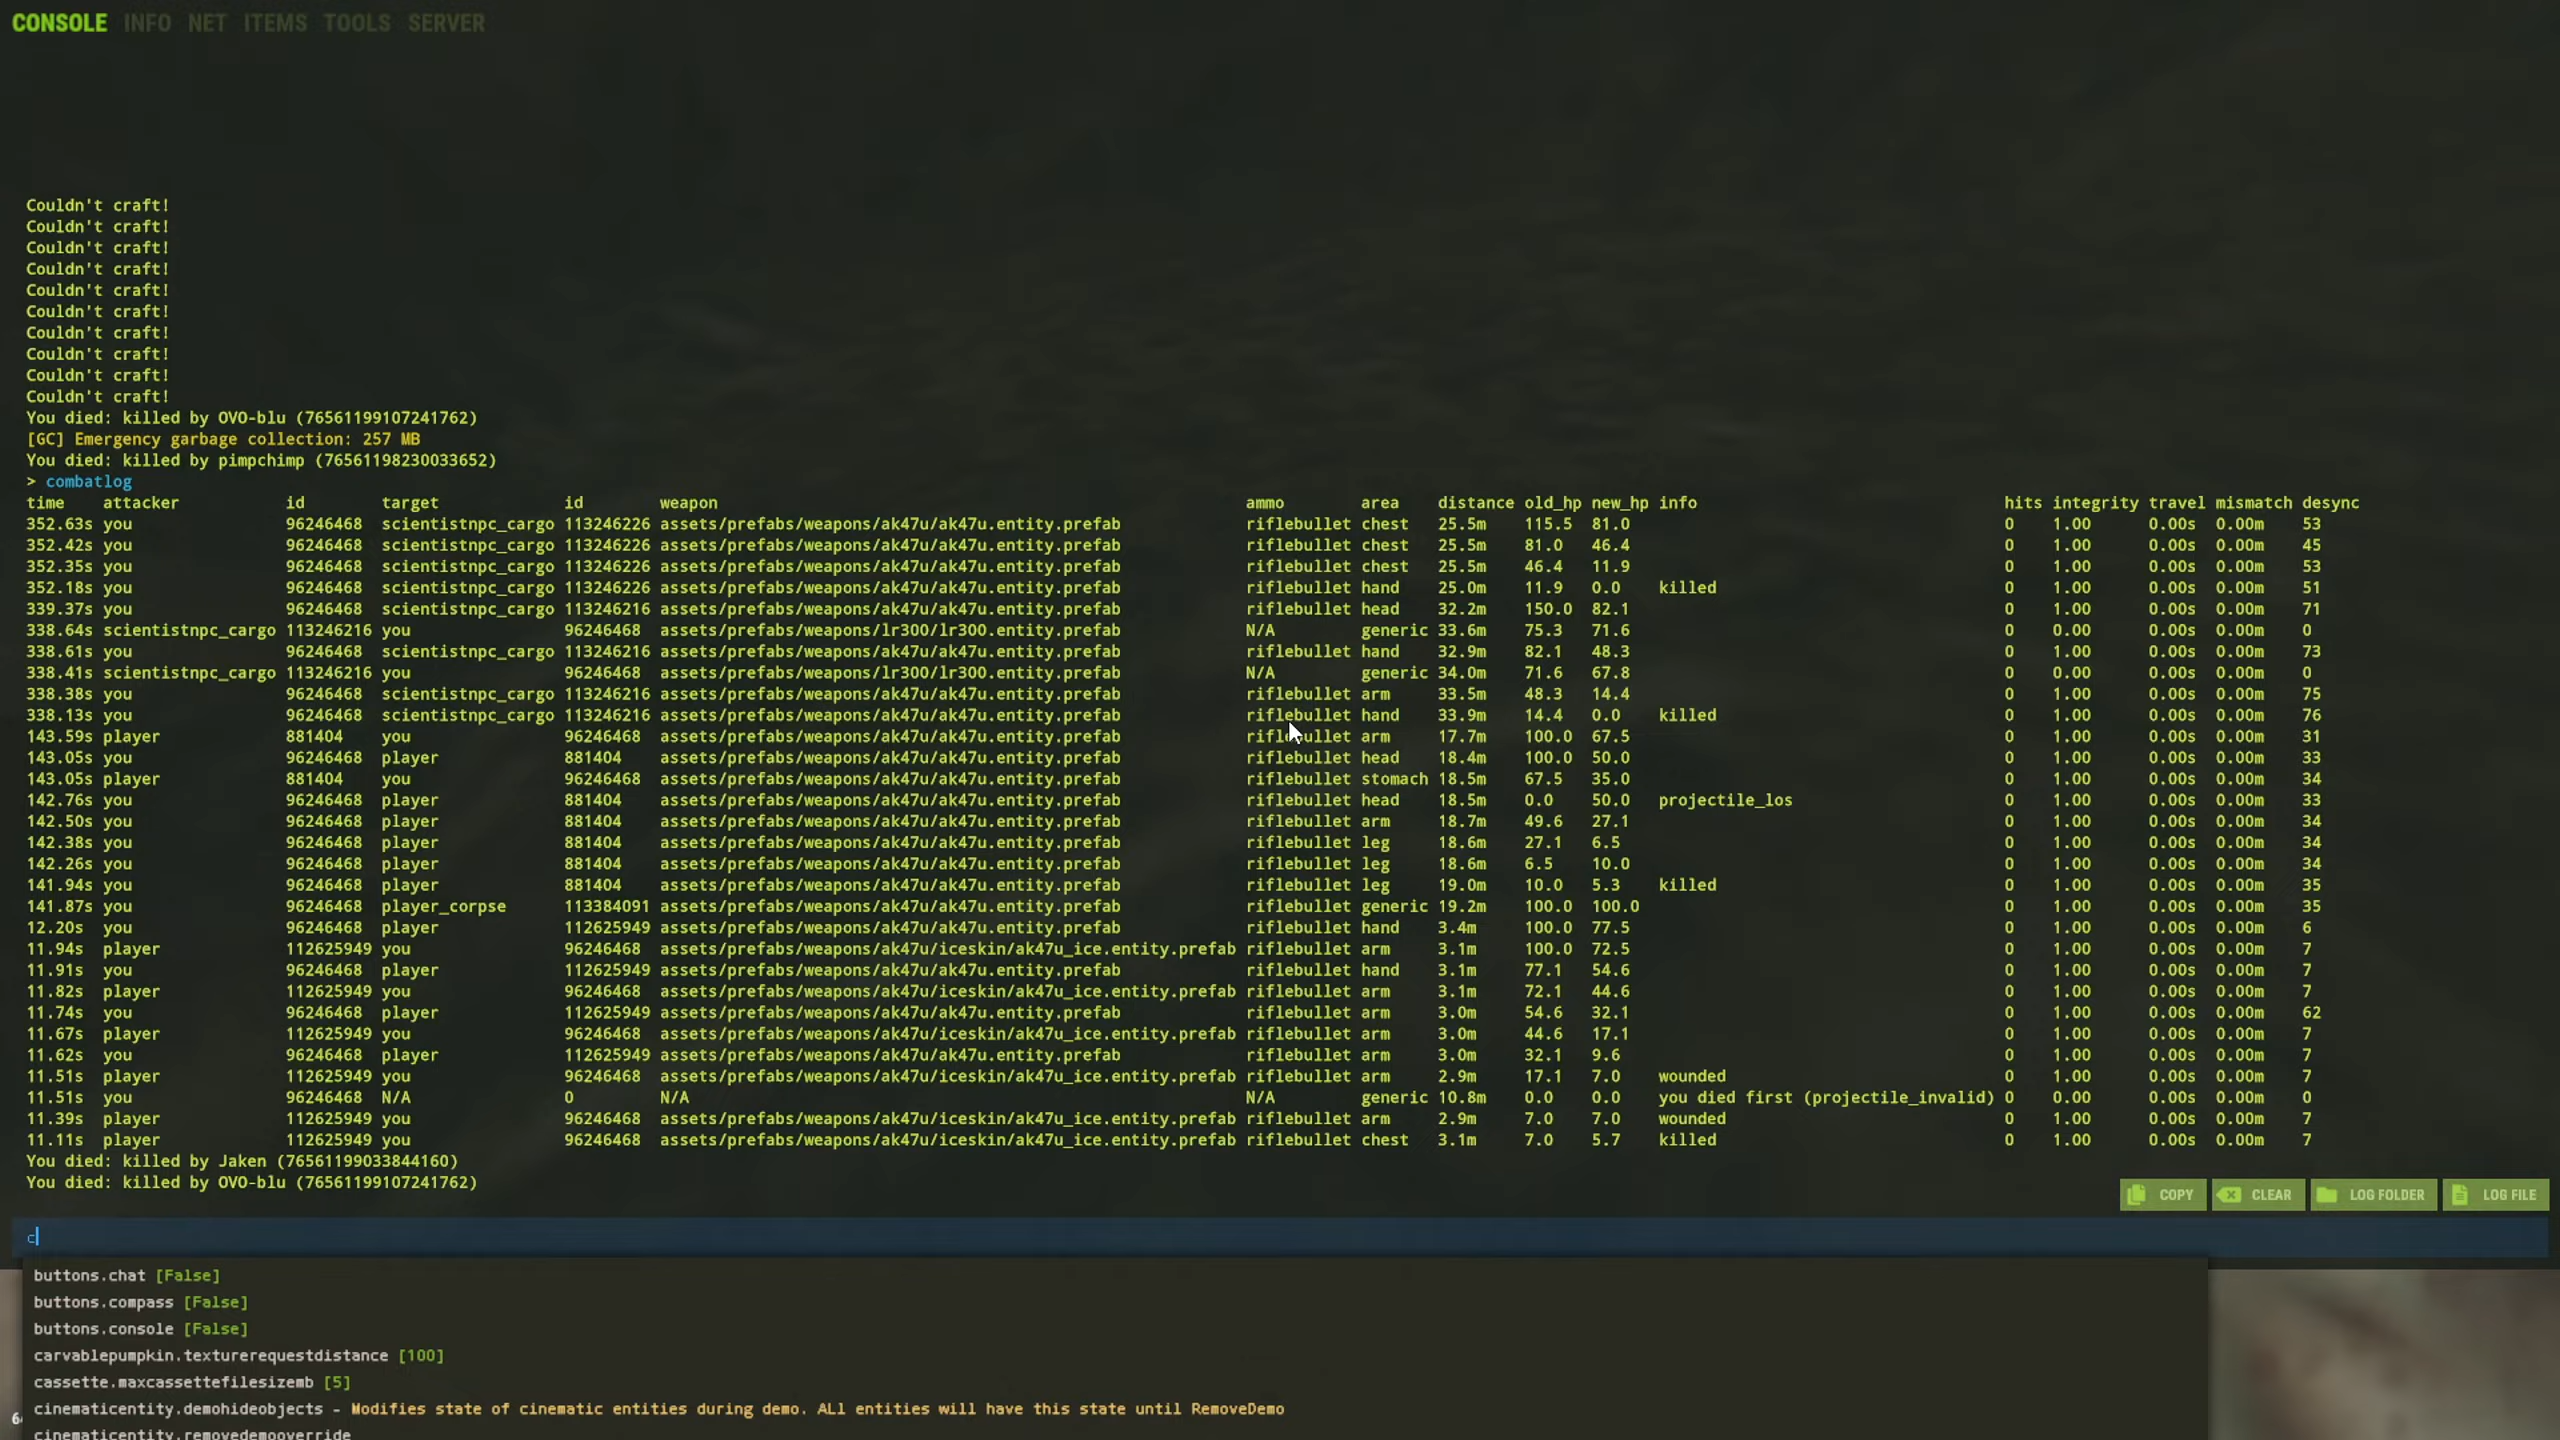 CONSOLE INFO NET ITEMS TOOLS SERVER
Couldn't craft!
Couldn't craft!
Couldn't craft!
Couldn't craft!
Couldn't craft!
Couldn't craft!
Couldn't craft!
Couldn't craft!
Couldn't craft!
Couldn't craft!
You died: killed by OVO-blu (76561199107241762)
[GC] Emergency garbage collection: 257 MB
You died: killed by pimpchimp (76561198230033652)
> combatlog
time attacker id target id weapon ammo area distance old_hp new_hp info hits integrity travel mismatch desync
352.63s you 96246468 scientistnpc_cargo 113246226 assets/prefabs/weapons/ak47u/ak47u.entity.prefab riflebullet chest 25.5m 115.5 81.0 0 1.00 0.00s 0.00m 53
352.42s you 96246468 scientistnpc_cargo 113246226 assets/prefabs/weapons/ak47u/ak47u.entity.prefab riflebullet chest 25.5m 81.0 46.4 0 1.00 0.00s 0.00m 45
352.35s you 96246468 scientistnpc_cargo 113246226 assets/prefabs/weapons/ak47u/ak47u.entity.prefab riflebullet chest 25.5m 46.4 11.9 0 1.00 0.00s 0.00m 53
352.18s you 96246468 scientistnpc_cargo 113246226 assets/prefabs/weapons/ak47u/ak47u.entity.prefab riflebullet hand 25.0m 11.9 0.0 killed 0 1.00 0.00s 0.00m 51
339.37s you 96246468 scientistnpc_cargo 113246216 assets/prefabs/weapons/ak47u/ak47u.entity.prefab riflebullet head 32.2m 150.0 82.1 0 1.00 0.00s 0.00m 71
338.64s scientistnpc_cargo 113246216 you 96246468 assets/prefabs/weapons/lr300/lr300.entity.prefab N/A generic 33.6m 75.3 71.6 0 0.00 0.00s 0.00m 0
338.61s you 96246468 scientistnpc_cargo 113246216 assets/prefabs/weapons/ak47u/ak47u.entity.prefab riflebullet hand 32.9m 82.1 48.3 0 1.00 0.00s 0.00m 73
338.41s scientistnpc_cargo 113246216 you 96246468 assets/prefabs/weapons/lr300/lr300.entity.prefab N/A generic 34.0m 71.6 67.8 0 0.00 0.00s 0.00m 0
338.38s you 96246468 scientistnpc_cargo 113246216 assets/prefabs/weapons/ak47u/ak47u.entity.prefab riflebullet arm 33.5m 48.3 14.4 0 1.00 0.00s 0.00m 75
338.13s you 96246468 scientistnpc_cargo 113246216 assets/prefabs/weapons/ak47u/ak47u.entity.prefab riflebullet hand 33.9m 14.4 0.0 killed 0 1.00 0.00s 0.00m 76
143.59s player 881404 you 96246468 assets/prefabs/weapons/ak47u/ak47u.entity.prefab riflebullet arm 17.7m 100.0 67.5 0 1.00 0.00s 0.00m 31
143.05s you 96246468 player 881404 assets/prefabs/weapons/ak47u/ak47u.entity.prefab riflebullet head 18.4m 100.0 50.0 0 1.00 0.00s 0.00m 33
143.05s player 881404 you 96246468 assets/prefabs/weapons/ak47u/ak47u.entity.prefab riflebullet stomach 18.5m 67.5 35.0 0 1.00 0.00s 0.00m 34
142.76s you 96246468 player 881404 assets/prefabs/weapons/ak47u/ak47u.entity.prefab riflebullet head 18.5m 0.0 50.0 projectile_los 0 1.00 0.00s 0.00m 33
142.50s you 96246468 player 881404 assets/prefabs/weapons/ak47u/ak47u.entity.prefab riflebullet arm 18.7m 49.6 27.1 0 1.00 0.00s 0.00m 34
142.38s you 96246468 player 881404 assets/prefabs/weapons/ak47u/ak47u.entity.prefab riflebullet leg 18.6m 27.1 6.5 0 1.00 0.00s 0.00m 34
142.26s you 96246468 player 881404 assets/prefabs/weapons/ak47u/ak47u.entity.prefab riflebullet leg 18.6m 6.5 10.0 0 1.00 0.00s 0.00m 34
141.94s you 96246468 player 881404 assets/prefabs/weapons/ak47u/ak47u.entity.prefab riflebullet leg 19.0m 10.0 5.3 killed 0 1.00 0.00s 0.00m 35
141.87s you 96246468 player_corpse 113384091 assets/prefabs/weapons/ak47u/ak47u.entity.prefab riflebullet generic 19.2m 100.0 100.0 0 1.00 0.00s 0.00m 35
12.20s you 96246468 player 112625949 assets/prefabs/weapons/ak47u/ak47u.entity.prefab riflebullet hand 3.4m 100.0 77.5 0 1.00 0.00s 0.00m 6
11.94s player 112625949 you 96246468 assets/prefabs/weapons/ak47u/iceskin/ak47u_ice.entity.prefab riflebullet arm 3.1m 100.0 72.5 0 1.00 0.00s 0.00m 7
11.91s you 96246468 player 112625949 assets/prefabs/weapons/ak47u/ak47u.entity.prefab riflebullet hand 3.1m 77.1 54.6 0 1.00 0.00s 0.00m 7
11.82s player 112625949 you 96246468 assets/prefabs/weapons/ak47u/iceskin/ak47u_ice.entity.prefab riflebullet arm 3.1m 72.1 44.6 0 1.00 0.00s 0.00m 7
11.74s you 96246468 player 112625949 assets/prefabs/weapons/ak47u/ak47u.entity.prefab riflebullet arm 3.0m 54.6 32.1 0 1.00 0.00s 0.00m 62
11.67s player 112625949 you 96246468 assets/prefabs/weapons/ak47u/iceskin/ak47u_ice.entity.prefab riflebullet arm 3.0m 44.6 17.1 0 1.00 0.00s 0.00m 7
11.62s you 96246468 player 112625949 assets/prefabs/weapons/ak47u/ak47u.entity.prefab riflebullet arm 3.0m 32.1 9.6 0 1.00 0.00s 0.00m 7
11.51s player 112625949 you 96246468 assets/prefabs/weapons/ak47u/iceskin/ak47u_ice.entity.prefab riflebullet arm 2.9m 17.1 7.0 wounded 0 1.00 0.00s 0.00m 7
11.51s you 96246468 N/A 0 N/A N/A generic 10.8m 0.0 0.0 you died first (projectile_invalid) 0 0.00 0.00s 0.00m 0
11.39s player 112625949 you 96246468 assets/prefabs/weapons/ak47u/iceskin/ak47u_ice.entity.prefab riflebullet arm 2.9m 7.0 7.0 wounded 0 1.00 0.00s 0.00m 7
11.11s player 112625949 you 96246468 assets/prefabs/weapons/ak47u/iceskin/ak47u_ice.entity.prefab riflebullet chest 3.1m 7.0 5.7 killed 0 1.00 0.00s 0.00m 7
You died: killed by Jaken (76561199033844160)
You died: killed by OVO-blu (76561199107241762)
COPY CLEAR LOG FOLDER LOG FILE
c
buttons.chat [False]
buttons.compass [False]
buttons.console [False]
carvablepumpkin.texturerequestdistance [100]
cassette.maxcassettefilesizemb [5]
cinematicentity.demohideobjects - Modifies state of cinematic entities during demo. ALl entities will have this state until RemoveDemo
cinematicentity.removedemooverride